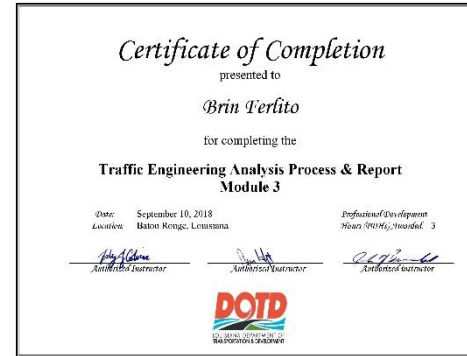 Certificate of Completion
presented to
Brin Ferlito
for completing the
Traffic Engineering Analysis Process & Report
Module 3
Date: September 10, 2018
Location: Baton Rouge, Louisiana
Professional Development
Hours (PDHs) Awarded: 3
Authorized Instructor
Authorized Instructor
Authorized Instructor
DOTD
LOUISIANA DEPARTMENT OF
TRANSPORTATION & DEVELOPMENT